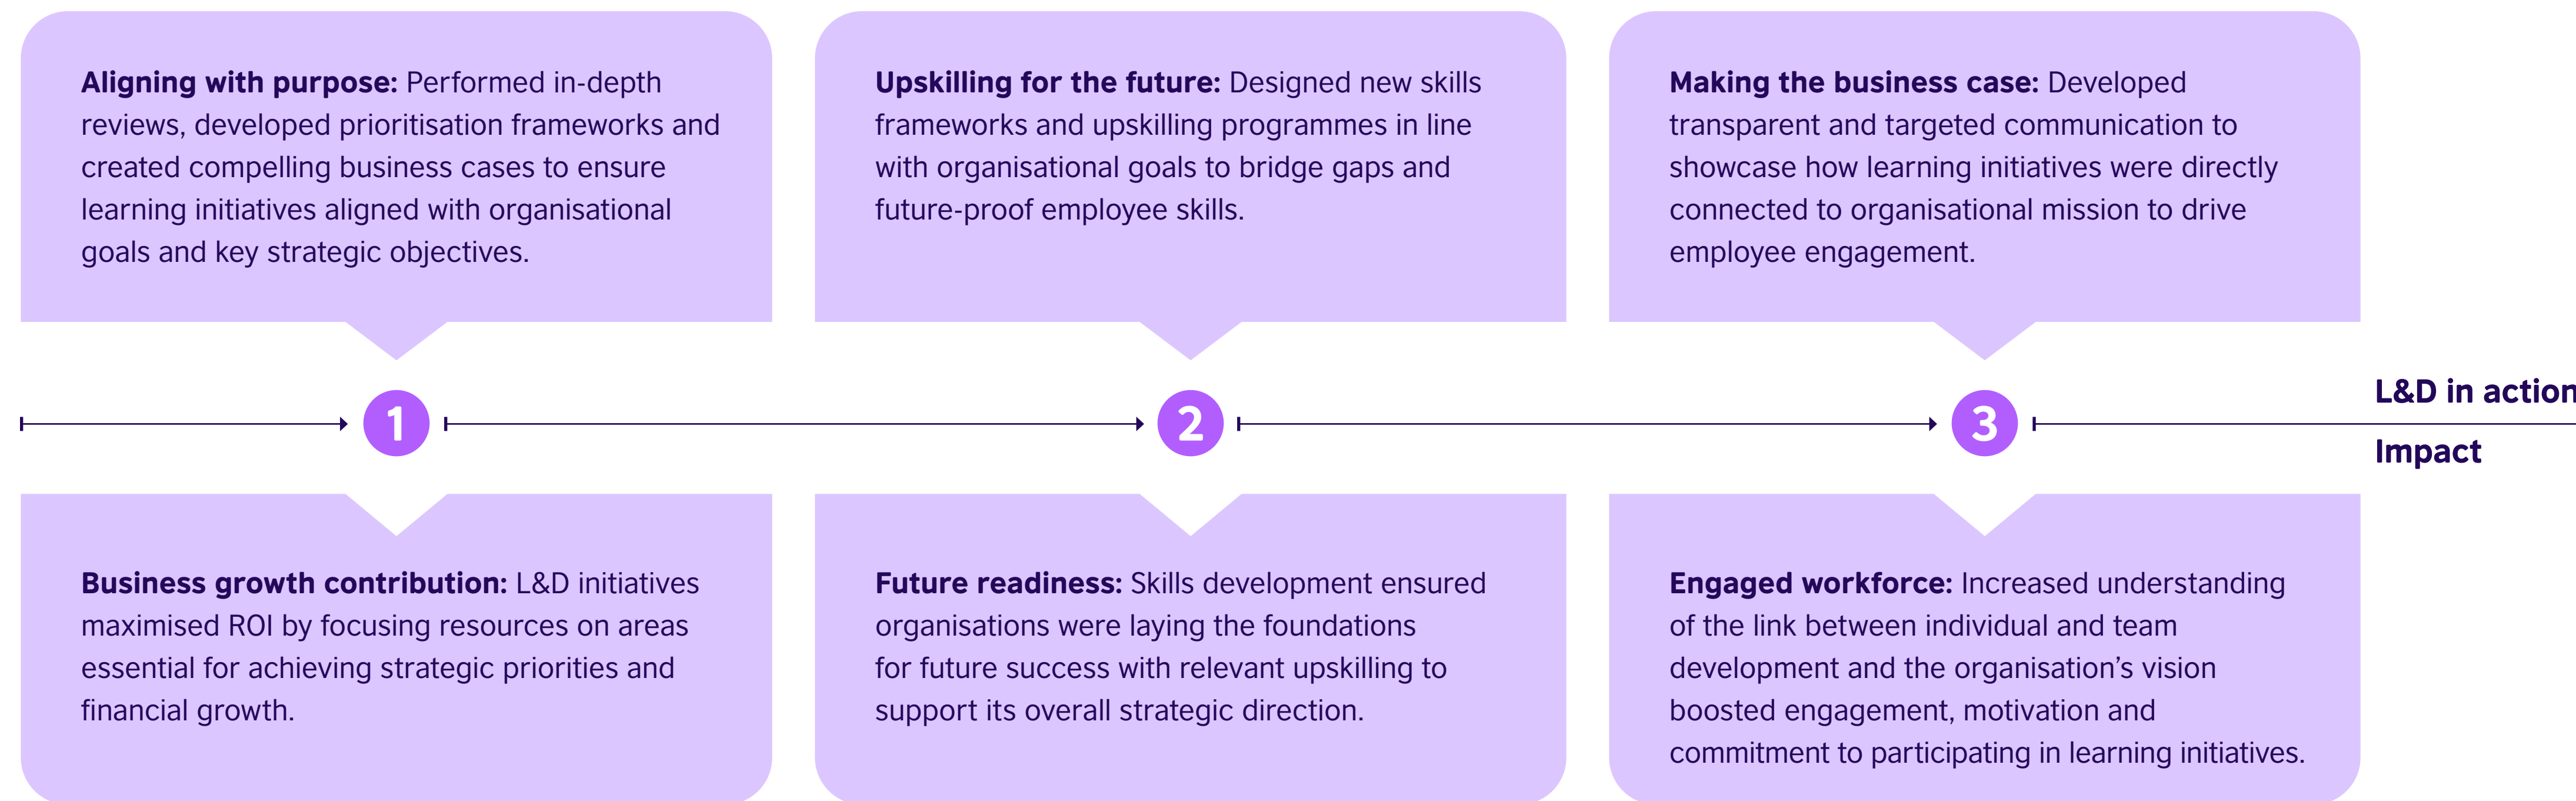 Aligning with purpose: Performed in-depth
reviews, developed prioritisation frameworks and
created compelling business cases to ensure
learning initiatives aligned with organisational
goals and key strategic objectives.
Upskilling for the future: Designed new skills
frameworks and upskilling programmes in line
with organisational goals to bridge gaps and
future-proof employee skills.
Making the business case: Developed
transparent and targeted communication to
showcase how learning initiatives were directly
connected to organisational mission to drive
employee engagement.
1
2
3
L&D in action
Impact
Business growth contribution: L&D initiatives
maximised ROI by focusing resources on areas
essential for achieving strategic priorities and
financial growth.
Future readiness: Skills development ensured
organisations were laying the foundations
for future success with relevant upskilling to
support its overall strategic direction.
Engaged workforce: Increased understanding
of the link between individual and team
development and the organisation’s vision
boosted engagement, motivation and
commitment to participating in learning initiatives.